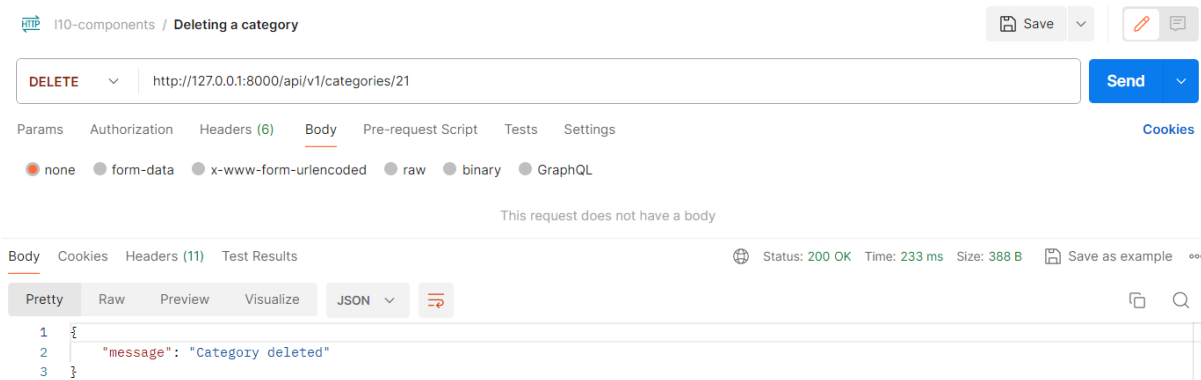 HTTP l10-components / Deleting a category Save
DELETE http://127.0.0.1:8000/api/v1/categories/21 Send
Params Authorization Headers (6) Body Pre-request Script Tests Settings Cookies
none form-data x-www-form-urlencoded raw binary GraphQL
This request does not have a body
Body Cookies Headers (11) Test Results Status: 200 OK Time: 233 ms Size: 388 B Save as example
Pretty Raw Preview Visualize JSON
1 {
2 "message": "Category deleted"
3 }